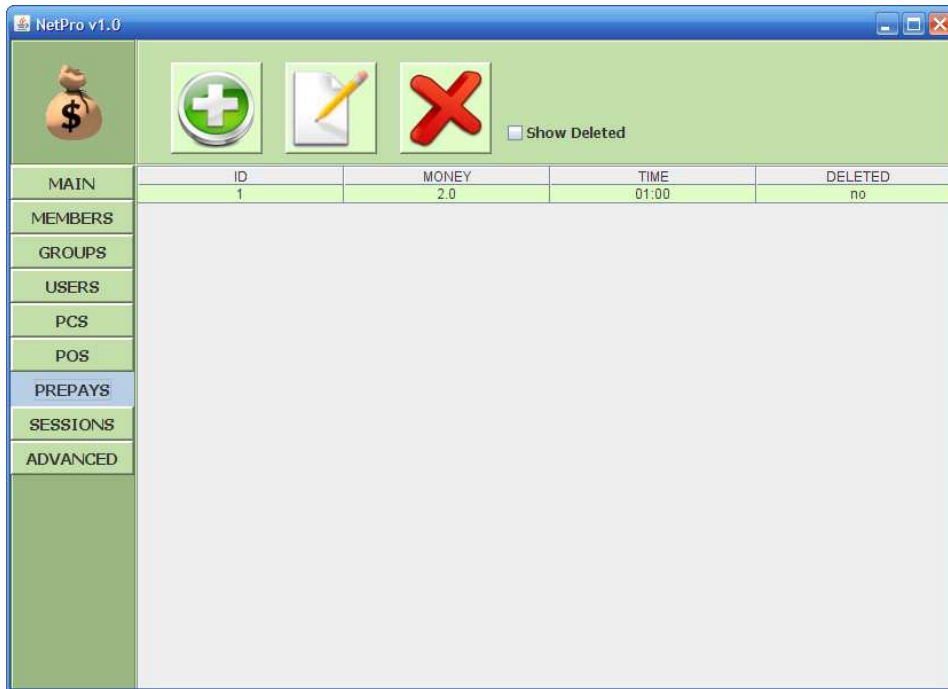 NetPro v1.0
$
Show Deleted
MAIN
MEMBERS
GROUPS
USERS
PCS
POS
PREPAYS
SESSIONS
ADVANCED
ID MONEY TIME DELETED
1 2.0 01:00 no